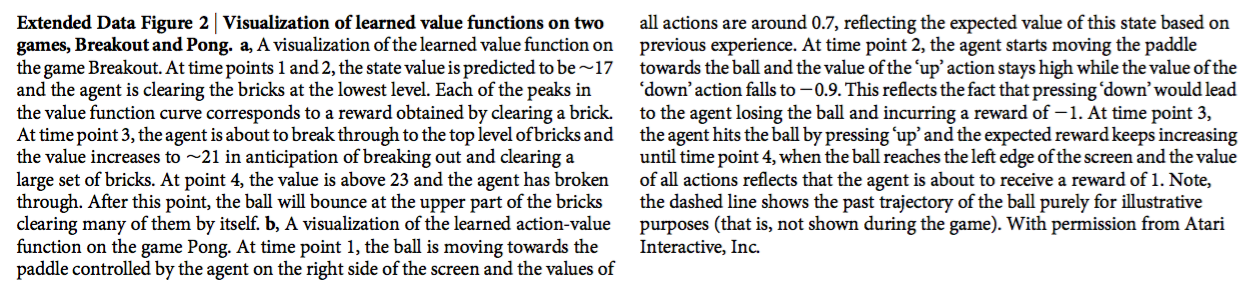 Extended Data Figure 2 | Visualization of learned value functions on two
games, Breakout and Pong. a, A visualization of the learned value function on
the game Breakout. At time points 1 and 2, the state value is predicted to be ~17
and the agent is clearing the bricks at the lowest level. Each of the peaks in
the value function curve corresponds to a reward obtained by clearing a brick.
At time point 3, the agent is about to break through to the top level of bricks and
the value increases to ~21 in anticipation of breaking out and clearing a
large set of bricks. At point 4, the value is above 23 and the agent has broken
through. After this point, the ball will bounce at the upper part of the bricks
clearing many of them by itself. b, A visualization of the learned action-value
function on the game Pong. At time point 1, the ball is moving towards the
paddle controlled by the agent on the right side of the screen and the values of
all actions are around 0.7, reflecting the expected value of this state based on
previous experience. At time point 2, the agent starts moving the paddle
towards the ball and the value of the ‘up’ action stays high while the value of the
‘down’ action falls to −0.9. This reflects the fact that pressing ‘down’ would lead
to the agent losing the ball and incurring a reward of −1. At time point 3,
the agent hits the ball by pressing ‘up’ and the expected reward keeps increasing
until time point 4, when the ball reaches the left edge of the screen and the value
of all actions reflects that the agent is about to receive a reward of 1. Note,
the dashed line shows the past trajectory of the ball purely for illustrative
purposes (that is, not shown during the game). With permission from Atari
Interactive, Inc.